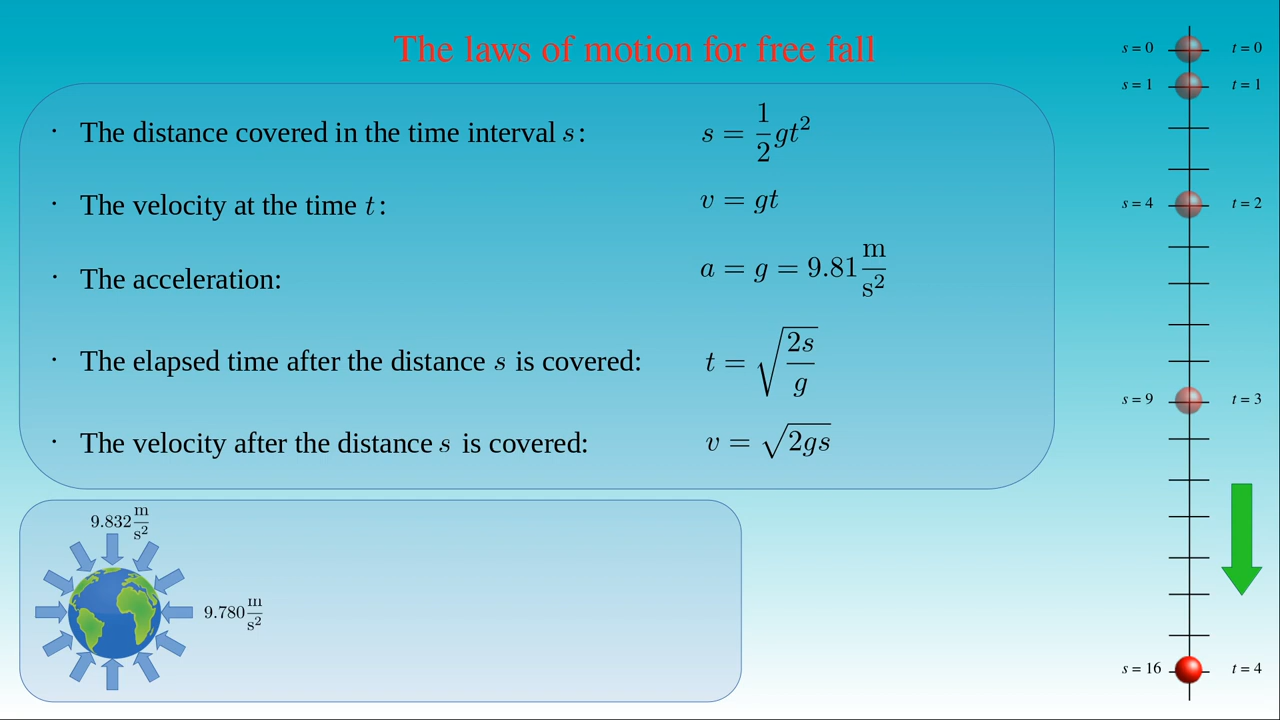 The laws of motion for free fall
· The distance covered in the time interval s: s = 1/2 gt²
· The velocity at the time t: v = gt
· The acceleration: a = g = 9.81 m/s²
· The elapsed time after the distance s is covered: t = √(2s/g)
· The velocity after the distance s is covered: v = √(2gs)
9.832 m/s²
9.780 m/s²
s = 0 t = 0
s = 1 t = 1
s = 4 t = 2
s = 9 t = 3
s = 16 t = 4